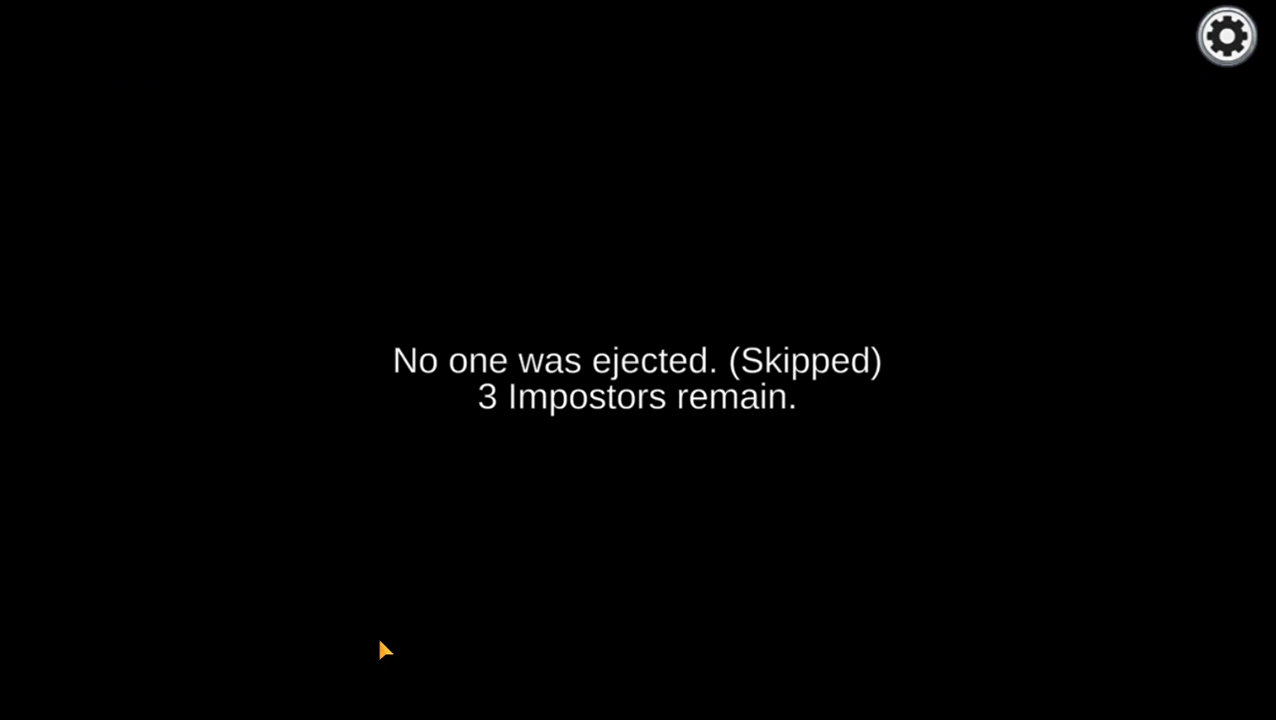 No one was ejected. (Skipped)
3 Impostors remain.